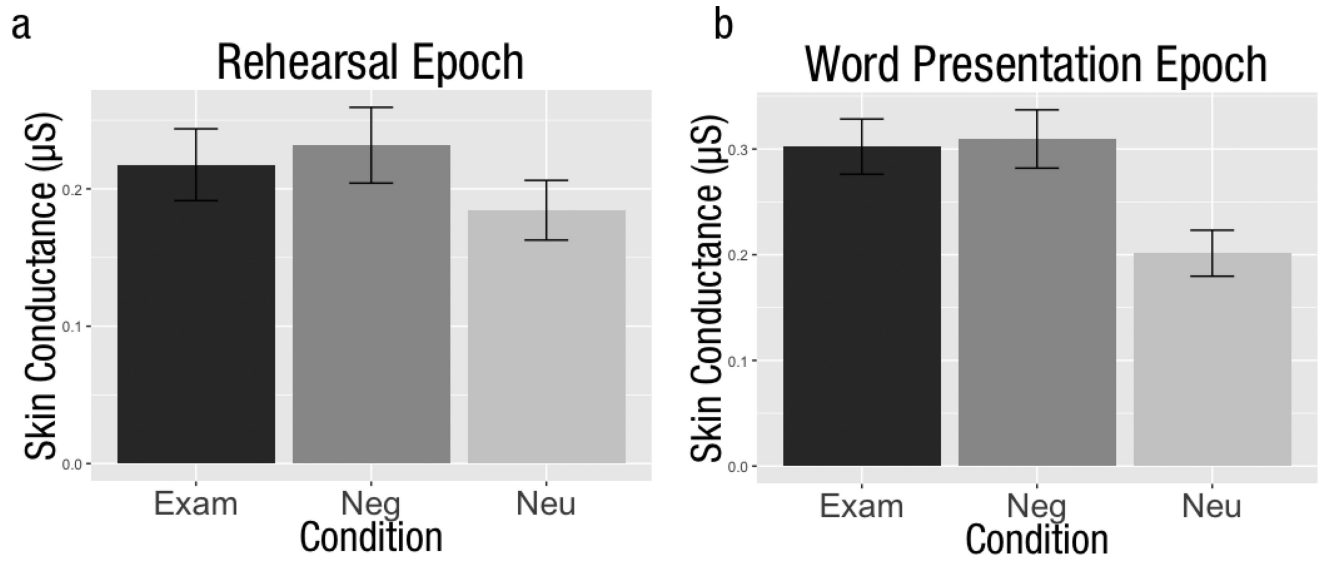 a
Rehearsal Epoch
Skin Conductance (µS)
0.2
0.1
0.0
Exam Neg Neu
Condition
b
Word Presentation Epoch
Skin Conductance (µS)
0.3
0.2
0.1
0.0
Exam Neg Neu
Condition